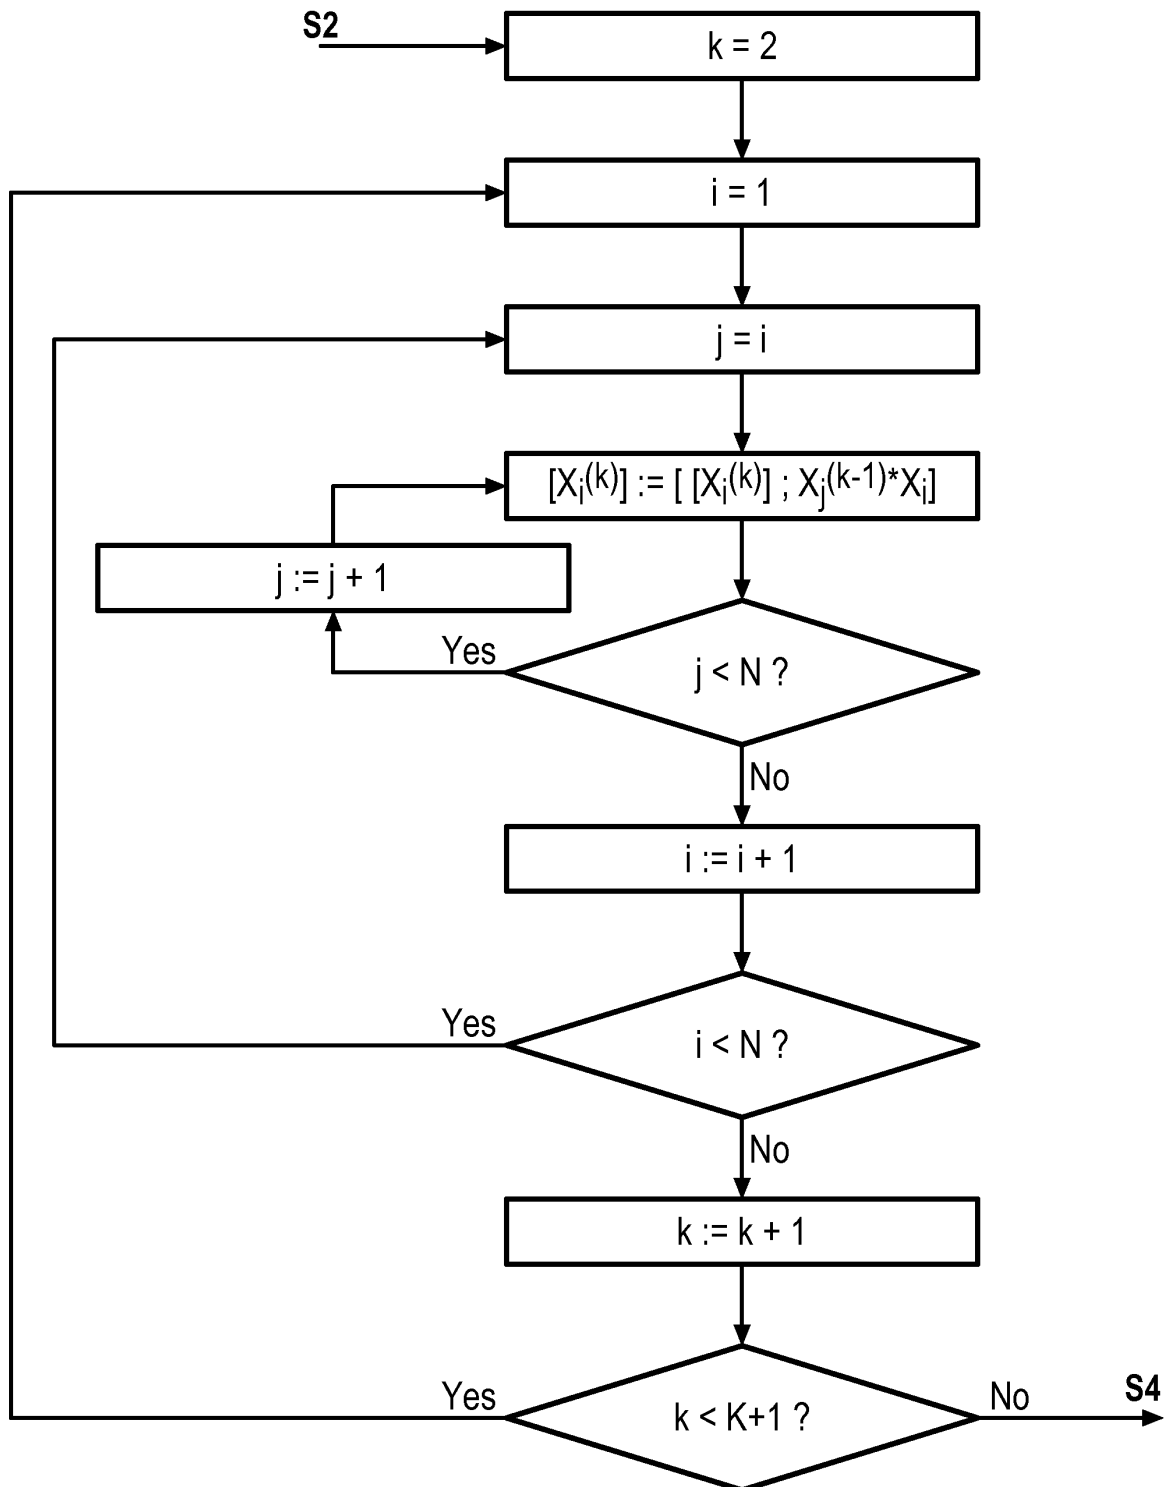 S2
k = 2
i = 1
j = i
[Xi(k)] := [ [Xi(k)] ; Xj(k-1)*Xi]
j := j + 1
Yes
j < N ?
No
i := i + 1
Yes
i < N ?
No
k := k + 1
Yes
k < K+1 ?
No
S4